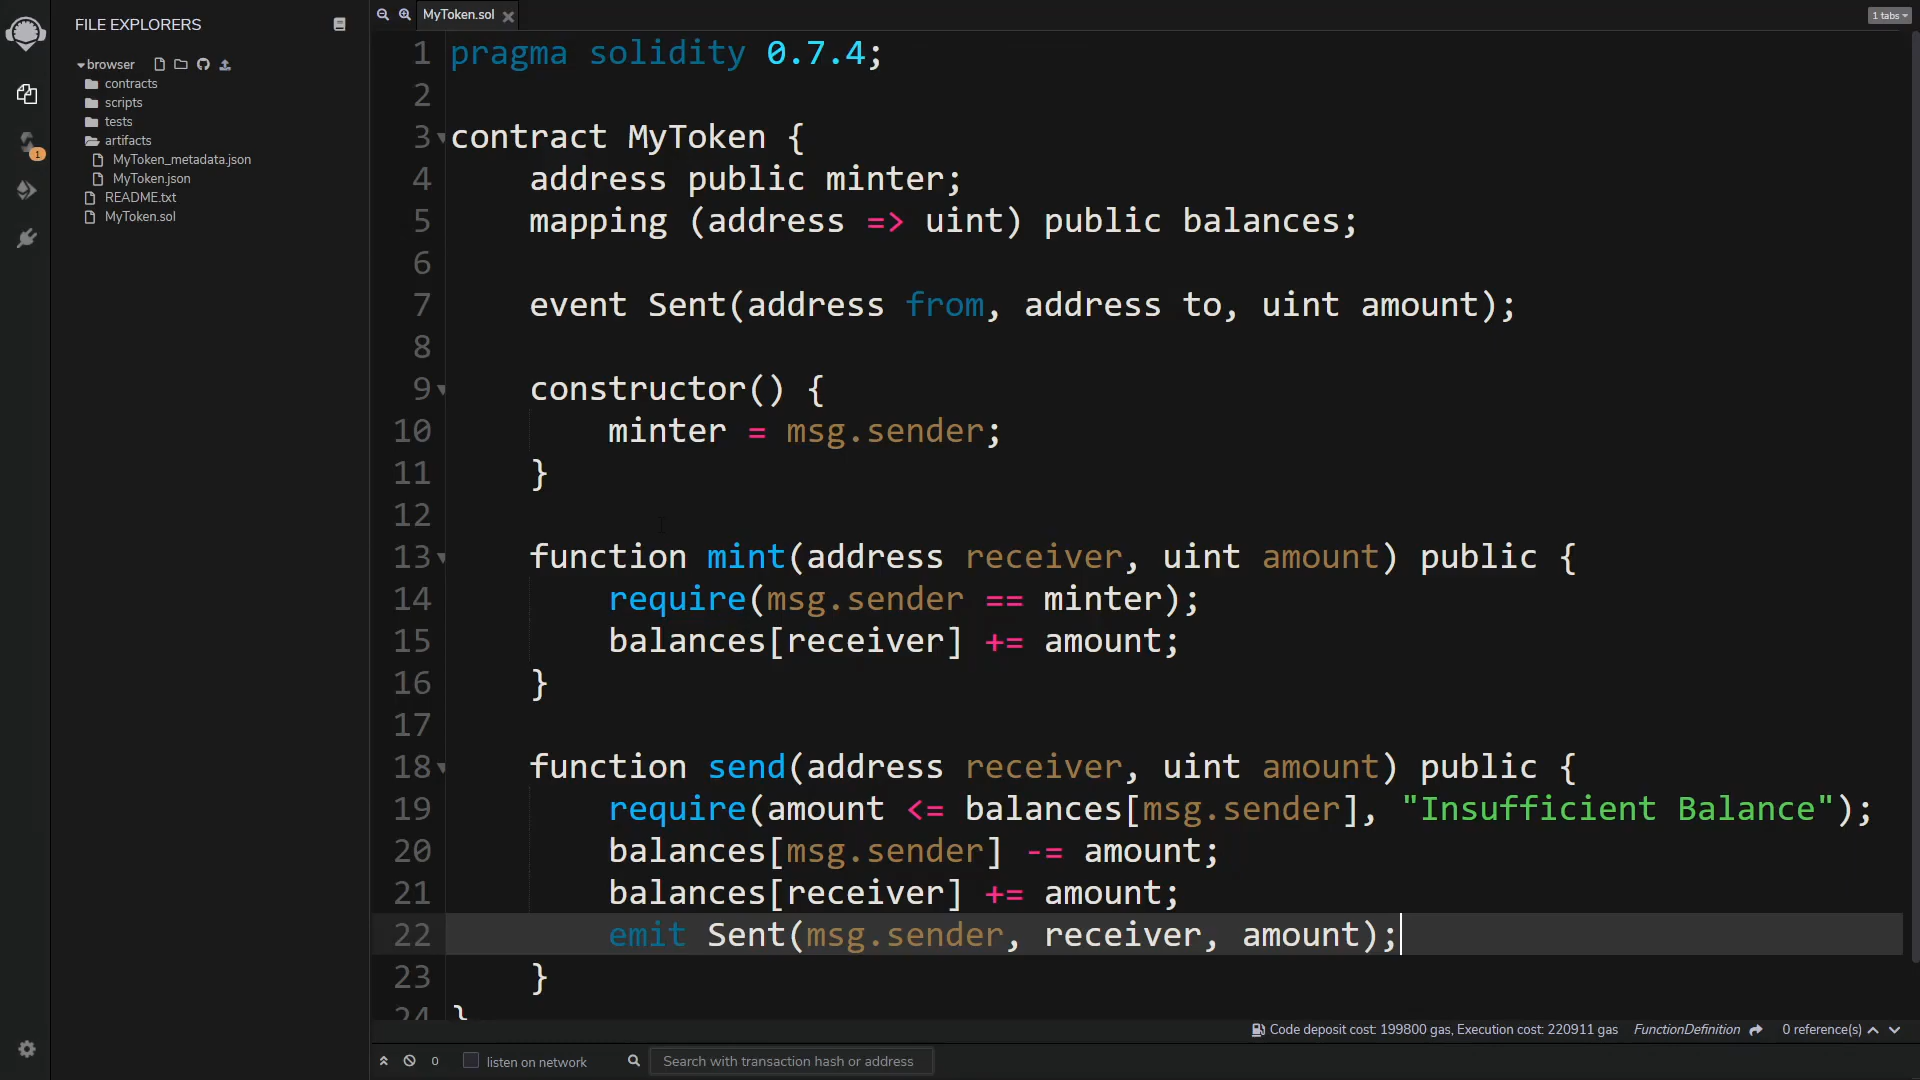 FILE EXPLORERS
browser
contracts
scripts
tests
artifacts
MyToken_metadata.json
MyToken.json
README.txt
MyToken.sol
1
MyToken.sol
1 tabs
1 pragma solidity 0.7.4;
2
3 contract MyToken {
4 address public minter;
5 mapping (address => uint) public balances;
6
7 event Sent(address from, address to, uint amount);
8
9 constructor() {
10 minter = msg.sender;
11 }
12
13 function mint(address receiver, uint amount) public {
14 require(msg.sender == minter);
15 balances[receiver] += amount;
16 }
17
18 function send(address receiver, uint amount) public {
19 require(amount <= balances[msg.sender], "Insufficient Balance");
20 balances[msg.sender] -= amount;
21 balances[receiver] += amount;
22 emit Sent(msg.sender, receiver, amount);
23 }
24 }
Code deposit cost: 199800 gas, Execution cost: 220911 gas FunctionDefinition 0 reference(s)
0 listen on network Search with transaction hash or address